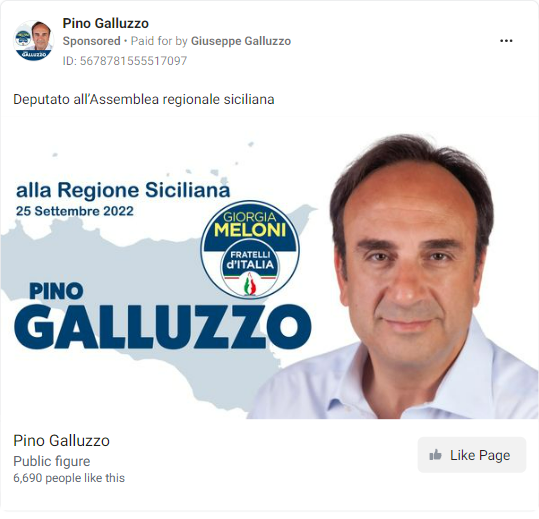 Pino Galluzzo
Sponsored • Paid for by Giuseppe Galluzzo
ID: 5678781555517097
GALLUZZO
Deputato all'Assemblea regionale siciliana
alla Regione Siciliana
25 Settembre 2022
GIORGIA
MELONI
FRATELLI
d'ITALIA
PINO
GALLUZZO
Pino Galluzzo
Public figure
6,690 people like this
Like Page